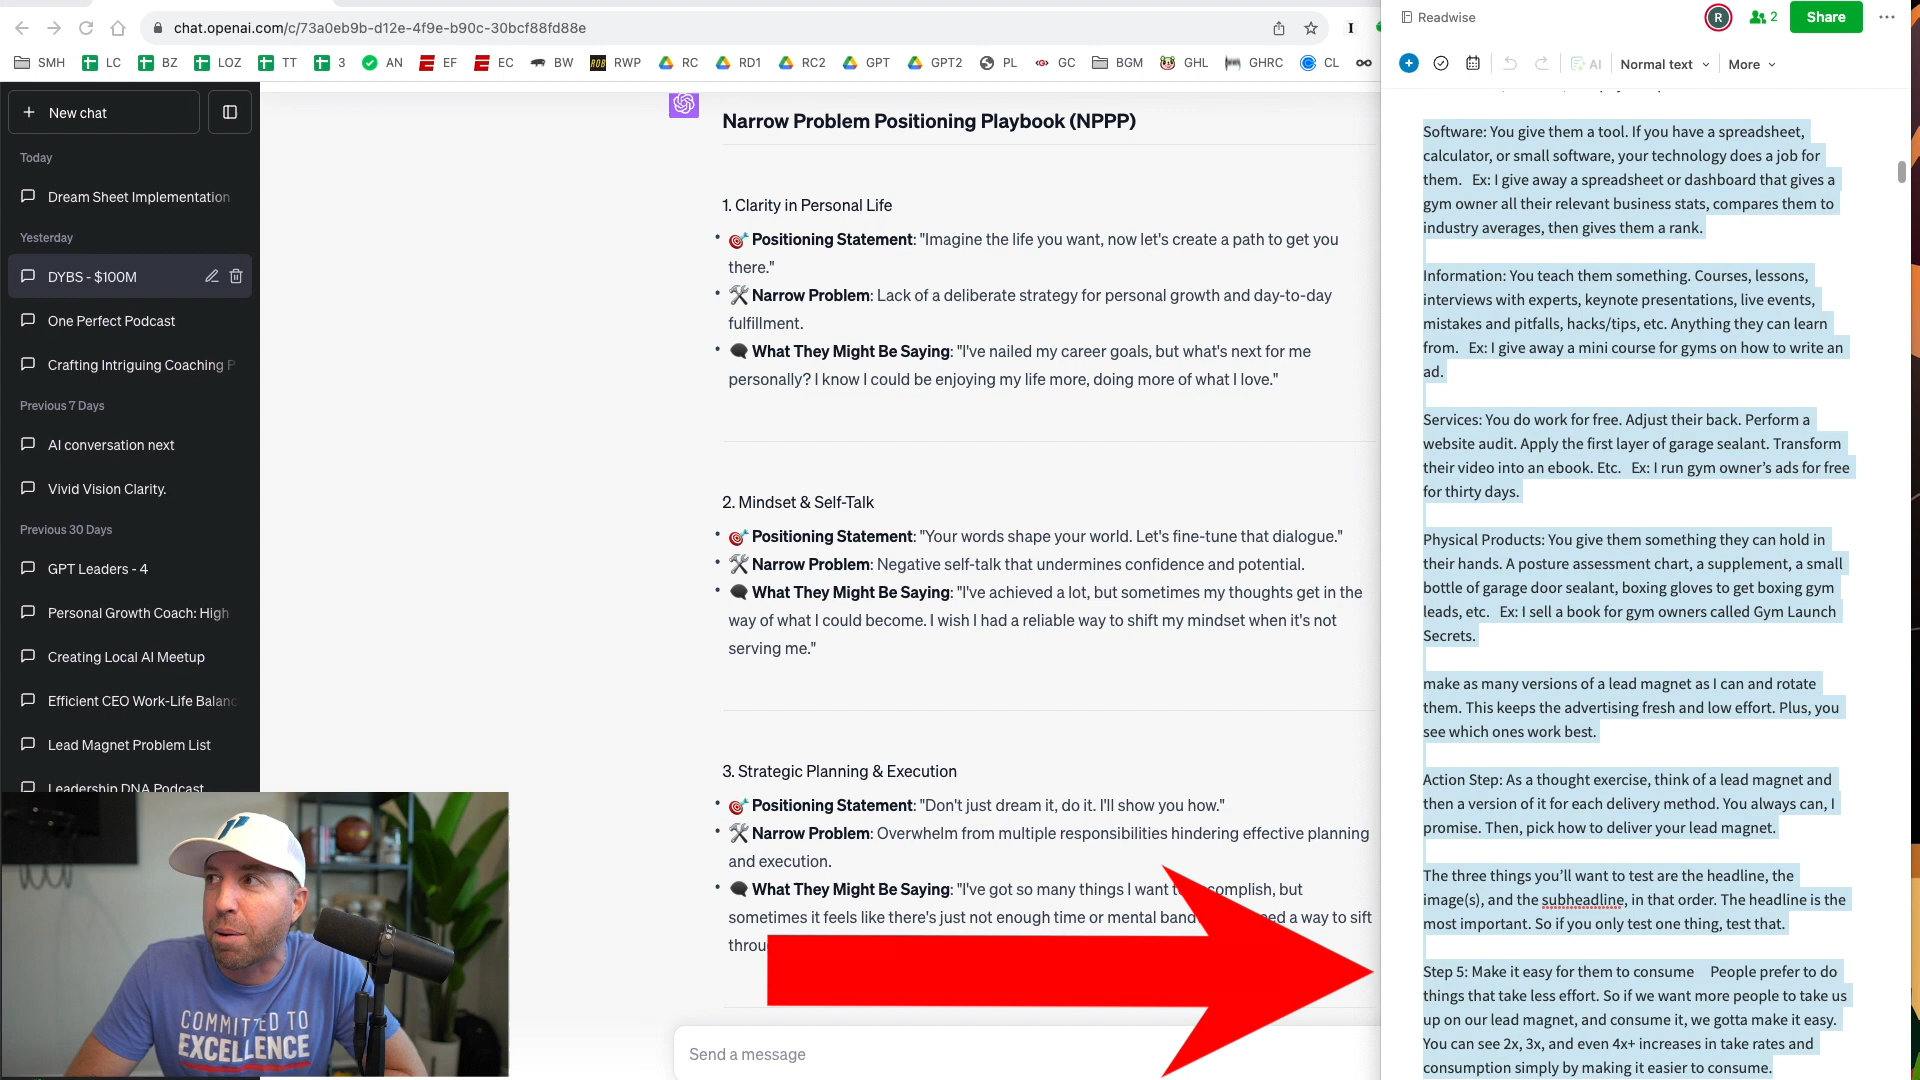 chat.openai.com/c/73a0eb9b-d12e-4f9e-b90c-30bcf88fd88e
SMH LC BZ LOZ TT 3 AN EF EC BW RWP RC RD1 RC2 GPT GPT2 PL GC BGM GHL GHRC CL
New chat
Today
Dream Sheet Implementation
Yesterday
DYBS - $100M
One Perfect Podcast
Crafting Intriguing Coaching P
Previous 7 Days
AI conversation next
Vivid Vision Clarity.
Previous 30 Days
GPT Leaders - 4
Personal Growth Coach: High
Creating Local AI Meetup
Efficient CEO Work-Life Balanc
Lead Magnet Problem List
Leadership DNA Podcast
COMMITTED TO
EXCELLENCE
Narrow Problem Positioning Playbook (NPPP)
1. Clarity in Personal Life
• 🎯 Positioning Statement: "Imagine the life you want, now let's create a path to get you
there."
• 🛠️ Narrow Problem: Lack of a deliberate strategy for personal growth and day-to-day
fulfillment.
• 🗨️ What They Might Be Saying: "I've nailed my career goals, but what's next for me
personally? I know I could be enjoying my life more, doing more of what I love."
2. Mindset & Self-Talk
• 🎯 Positioning Statement: "Your words shape your world. Let's fine-tune that dialogue."
• 🛠️ Narrow Problem: Negative self-talk that undermines confidence and potential.
• 🗨️ What They Might Be Saying: "I've achieved a lot, but sometimes my thoughts get in the
way of what I could become. I wish I had a reliable way to shift my mindset when it's not
serving me."
3. Strategic Planning & Execution
• 🎯 Positioning Statement: "Don't just dream it, do it. I'll show you how."
• 🛠️ Narrow Problem: Overwhelm from multiple responsibilities hindering effective planning
and execution.
• 🗨️ What They Might Be Saying: "I've got so many things I want t complish, but
sometimes it feels like there's just not enough time or mental band ed a way to sift
throu
Send a message
Readwise
R 2 Share
AI Normal text More
Software: You give them a tool. If you have a spreadsheet,
calculator, or small software, your technology does a job for
them. Ex: I give away a spreadsheet or dashboard that gives a
gym owner all their relevant business stats, compares them to
industry averages, then gives them a rank.
Information: You teach them something. Courses, lessons,
interviews with experts, keynote presentations, live events,
mistakes and pitfalls, hacks/tips, etc. Anything they can learn
from. Ex: I give away a mini course for gyms on how to write an
ad.
Services: You do work for free. Adjust their back. Perform a
website audit. Apply the first layer of garage sealant. Transform
their video into an ebook. Etc. Ex: I run gym owner's ads for free
for thirty days.
Physical Products: You give them something they can hold in
their hands. A posture assessment chart, a supplement, a small
bottle of garage door sealant, boxing gloves to get boxing gym
leads, etc. Ex: I sell a book for gym owners called Gym Launch
Secrets.
make as many versions of a lead magnet as I can and rotate
them. This keeps the advertising fresh and low effort. Plus, you
see which ones work best.
Action Step: As a thought exercise, think of a lead magnet and
then a version of it for each delivery method. You always can, I
promise. Then, pick how to deliver your lead magnet.
The three things you'll want to test are the headline, the
image(s), and the subheadline, in that order. The headline is the
most important. So if you only test one thing, test that.
Step 5: Make it easy for them to consume People prefer to do
things that take less effort. So if we want more people to take us
up on our lead magnet, and consume it, we gotta make it easy.
You can see 2x, 3x, and even 4x+ increases in take rates and
consumption simply by making it easier to consume.